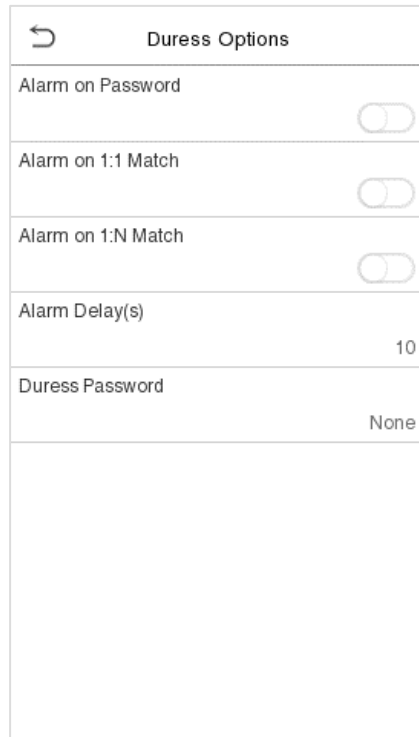 Duress Options
Alarm on Password
Alarm on 1:1 Match
Alarm on 1:N Match
Alarm Delay(s)
10
Duress Password
None